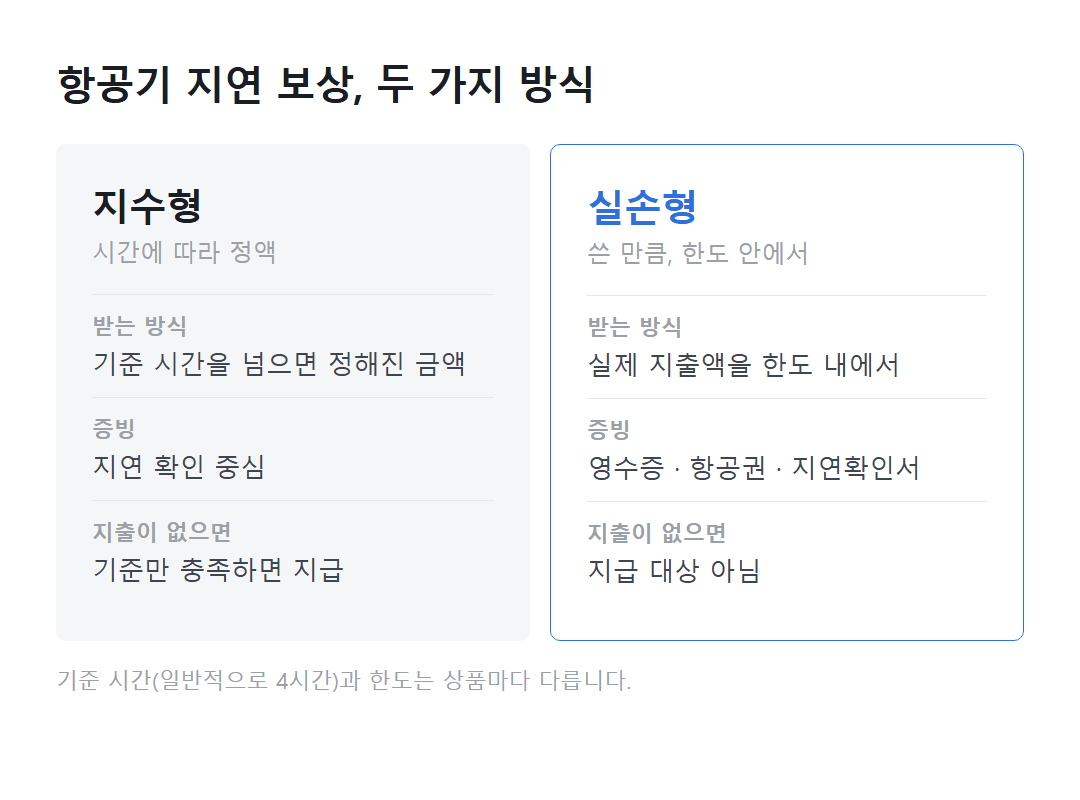 항공기 지연 보상, 두 가지 방식
지수형
시간에 따라 정액
받는 방식
기준 시간을 넘으면 정해진 금액
증빙
지연 확인 중심
지출이 없으면
기준만 충족하면 지급
실손형
쓴 만큼, 한도 안에서
받는 방식
실제 지출액을 한도 내에서
증빙
영수증 · 항공권 · 지연확인서
지출이 없으면
지급 대상 아님
기준 시간(일반적으로 4시간)과 한도는 상품마다 다릅니다.